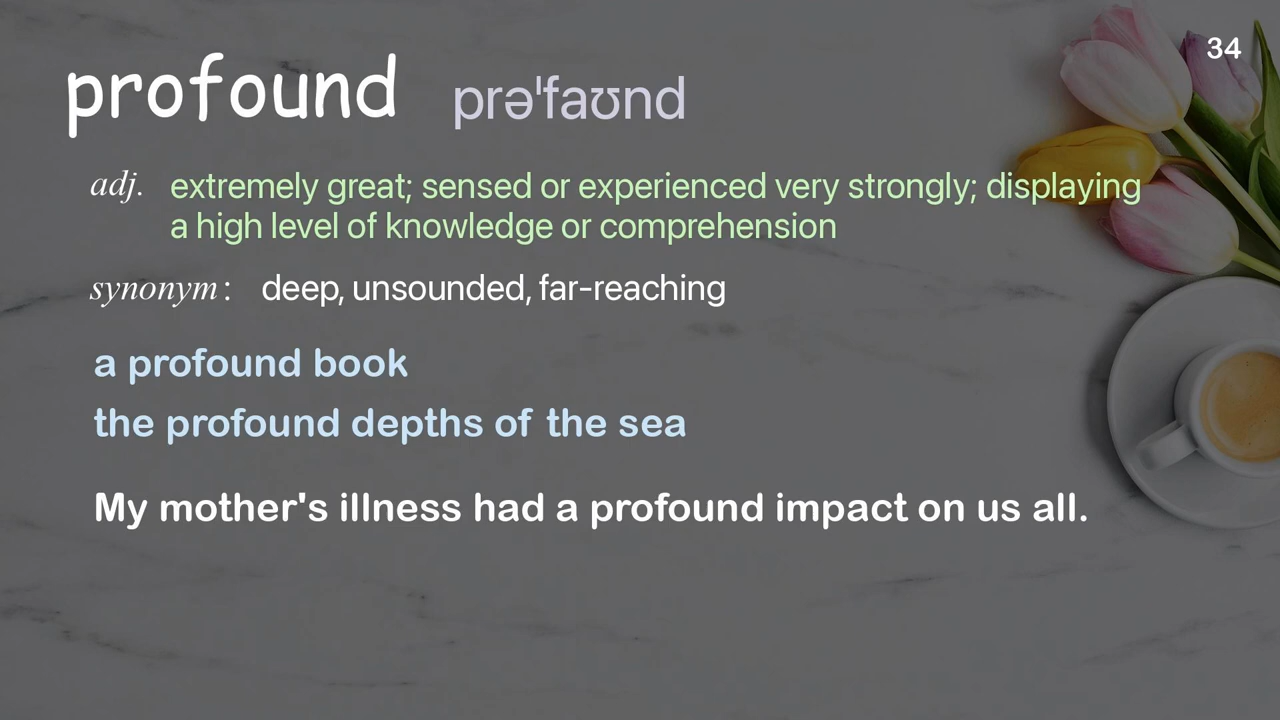 34
profound prə'faʊnd
adj. extremely great; sensed or experienced very strongly; displaying
a high level of knowledge or comprehension
synonym: deep, unsounded, far-reaching
a profound book
the profound depths of the sea
My mother's illness had a profound impact on us all.